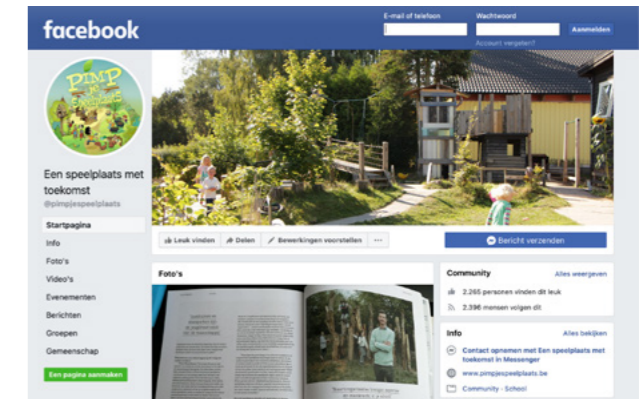 facebook
E-mail of telefoon
Wachtwoord
Aanmelden
Account vergeten?
PIMP
Een speelplaats met
toekomst
@pimpjespeelplaats
Startpagina
Info
Foto's
Video's
Evenementen
Berichten
Groepen
Gemeenschap
Een pagina aanmaken
Leuk vinden
Delen
Bewerkingen voorstellen
Bericht verzenden
Foto's
Community
Alles weergeven
2.265 personen vinden dit leuk
2.396 mensen volgen dit
Info
Alles bekijken
Contact opnemen met Een speelplaats met
toekomst in Messenger
www.pimpjespeelplaats.be
Community · School